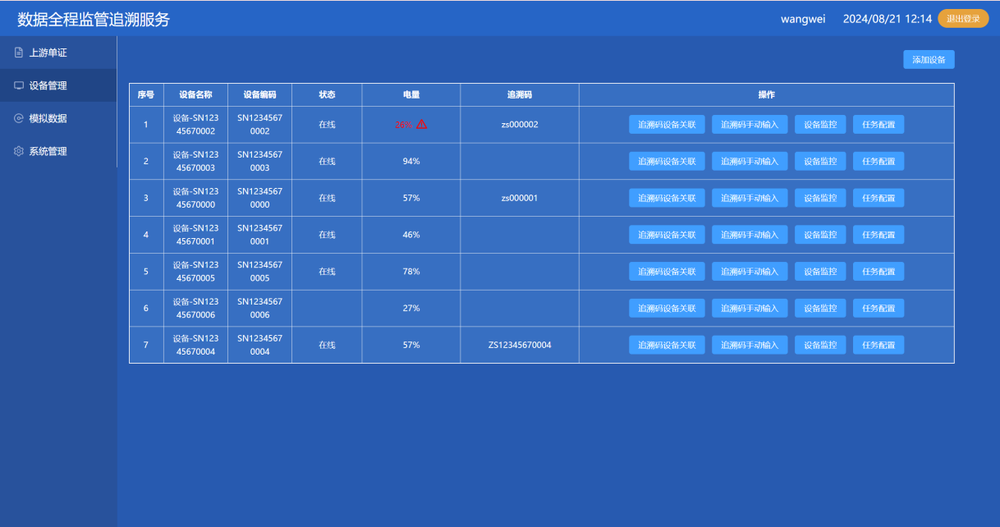 数据全程监管追溯服务
wangwei 2024/08/21 12:14 退出登录
上游单证
设备管理
模拟数据
系统管理
添加设备
序号 设备名称 设备编码 状态 电量 追溯码 操作
1 设备-SN12345670002 SN12345670002 在线 26% zs000002 追溯码设备关联 追溯码手动输入 设备监控 任务配置
2 设备-SN12345670003 SN12345670003 在线 94% 追溯码设备关联 追溯码手动输入 设备监控 任务配置
3 设备-SN12345670000 SN12345670000 在线 57% zs000001 追溯码设备关联 追溯码手动输入 设备监控 任务配置
4 设备-SN12345670001 SN12345670001 在线 46% 追溯码设备关联 追溯码手动输入 设备监控 任务配置
5 设备-SN12345670005 SN12345670005 在线 78% 追溯码设备关联 追溯码手动输入 设备监控 任务配置
6 设备-SN12345670006 SN12345670006 27% 追溯码设备关联 追溯码手动输入 设备监控 任务配置
7 设备-SN12345670004 SN12345670004 在线 57% ZS12345670004 追溯码设备关联 追溯码手动输入 设备监控 任务配置